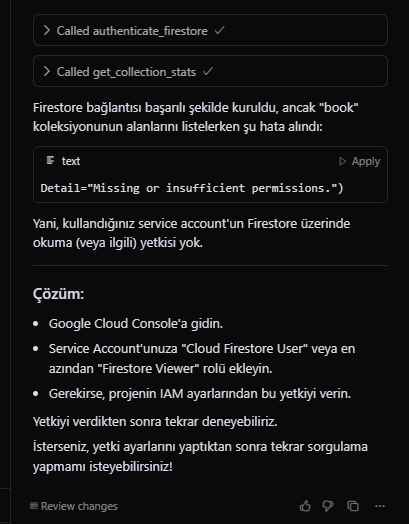 Called authenticate_firestore
Called get_collection_stats
Firestore bağlantısı başarılı şekilde kuruldu, ancak "book"
koleksiyonunun alanlarını listelerken şu hata alındı:
text
Apply
Detail="Missing or insufficient permissions.")
Yani, kullandığınız service account'un Firestore üzerinde
okuma (veya ilgili) yetkisi yok.
Çözüm:
Google Cloud Console'a gidin.
Service Account'unuza "Cloud Firestore User" veya en
azından "Firestore Viewer" rolü ekleyin.
Gerekirse, projenin IAM ayarlarından bu yetkiyi verin.
Yetkiyi verdikten sonra tekrar deneyebiliriz.
İsterseniz, yetki ayarlarını yaptıktan sonra tekrar sorgulama
yapmamı isteyebilirsiniz!
Review changes